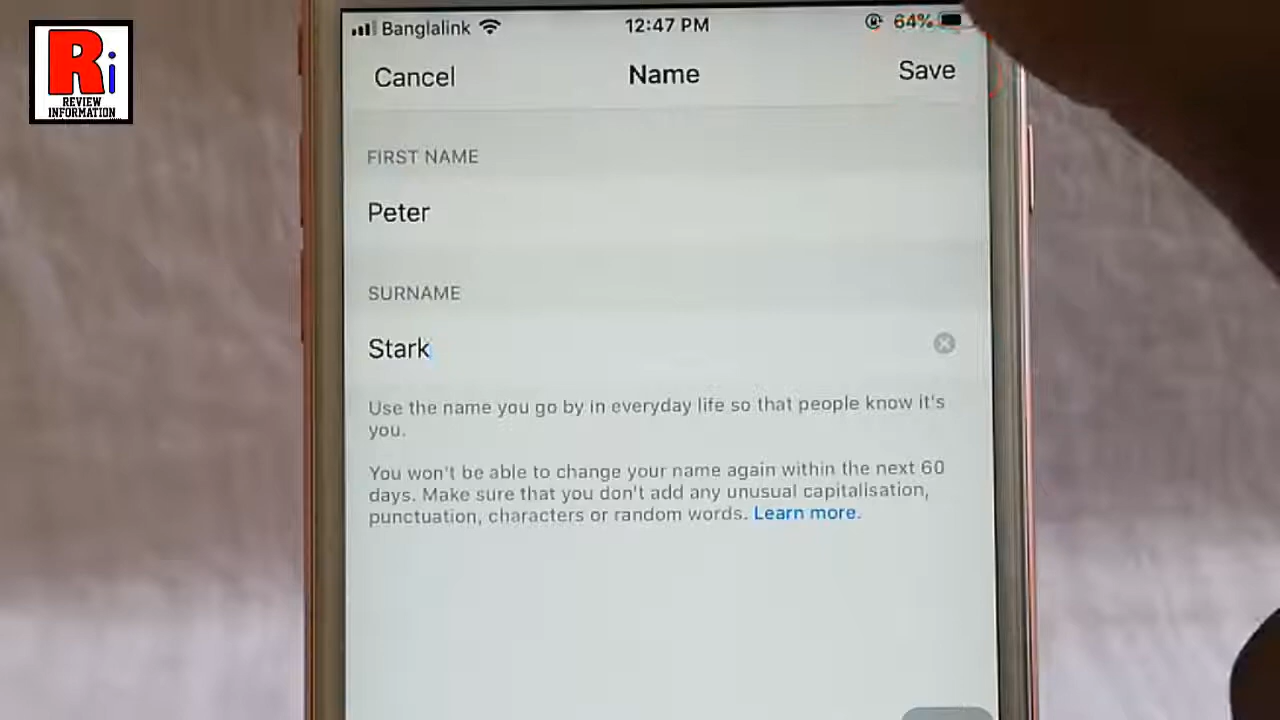 Ri
REVIEW
INFORMATION
Banglalink 12:47 PM 64%
Cancel Name Save
FIRST NAME
Peter
SURNAME
Stark
Use the name you go by in everyday life so that people know it's
you.
You won't be able to change your name again within the next 60
days. Make sure that you don't add any unusual capitalisation,
punctuation, characters or random words. Learn more.